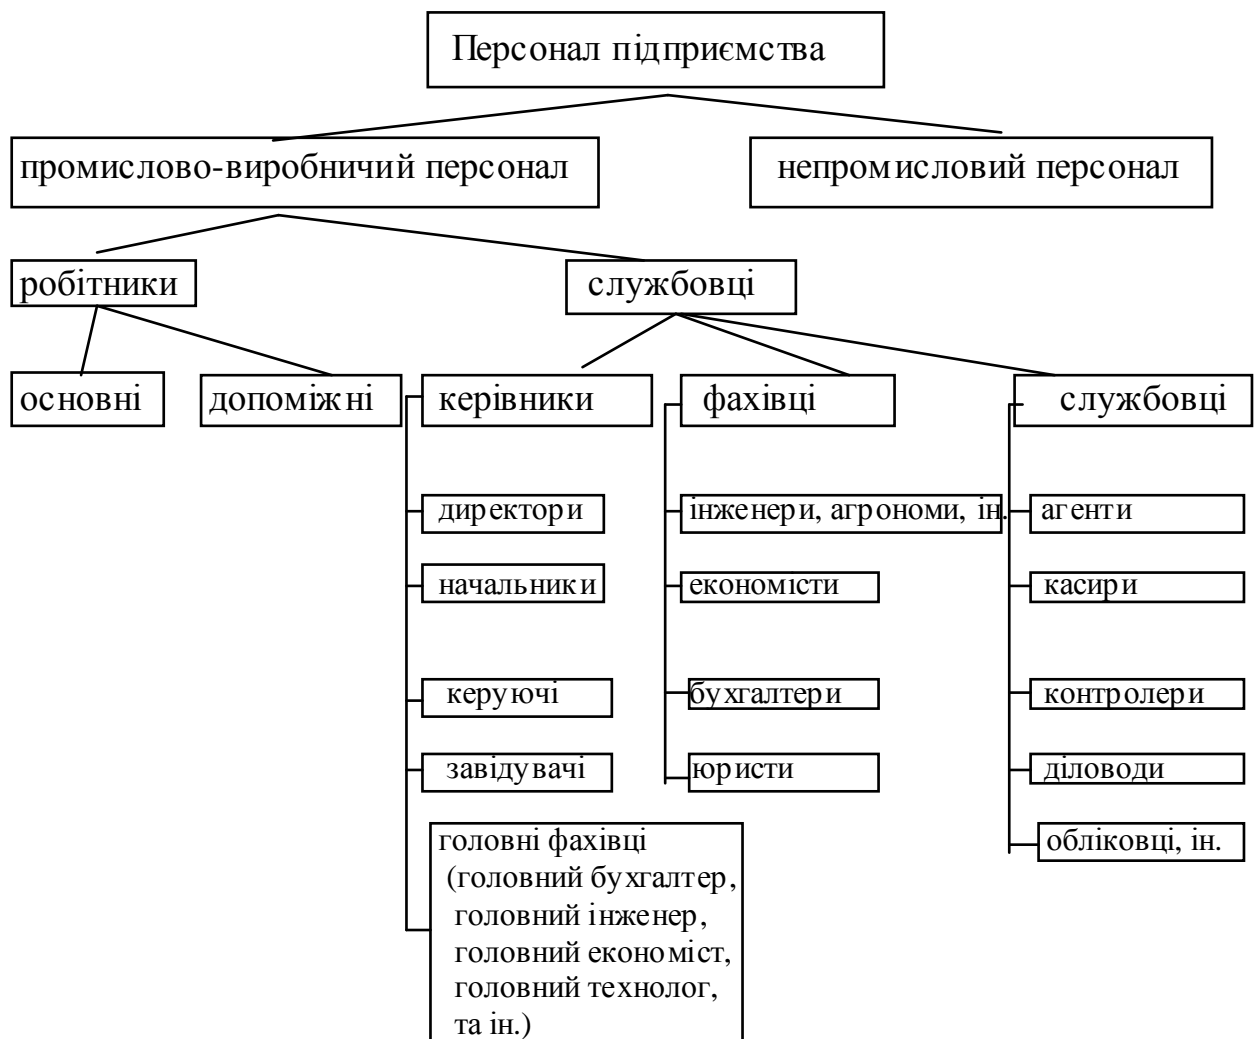 Персонал підприємства
промислово-виробничий персонал
непромисловий персонал
робітники
службовці
основні
допоміжні
керівники
фахівці
службовці
директори
інженери, агрономи, ін.
агенти
начальники
економісти
касири
керуючі
бухгалтери
контролери
завідувачі
юристи
діловоди
головні фахівці
(головний бухгалтер,
головний інженер,
головний економіст,
головний технолог,
та ін.)
обліковці, ін.